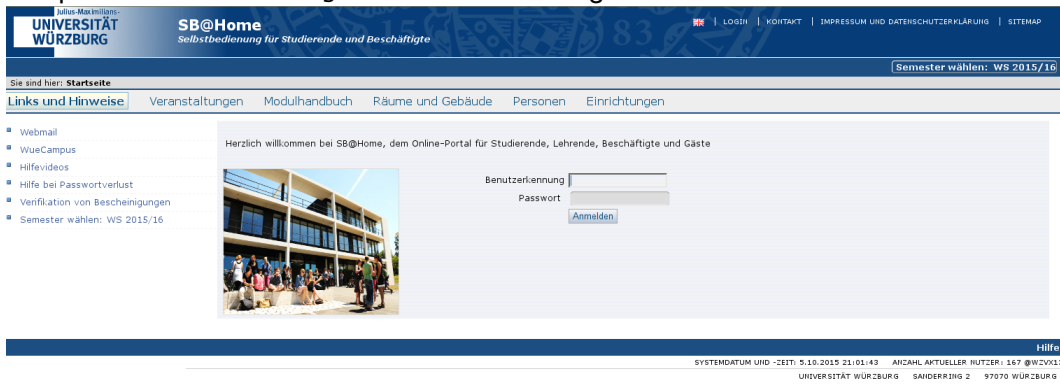 Julius-Maximilians-
UNIVERSITÄT
WÜRZBURG
SB@Home
Selbstbedienung für Studierende und Beschäftigte
LOGIN | KONTAKT | IMPRESSUM UND DATENSCHUTZERKLÄRUNG | SITEMAP
Semester wählen: WS 2015/16
Sie sind hier: Startseite
Links und Hinweise Veranstaltungen Modulhandbuch Räume und Gebäude Personen Einrichtungen
Webmail
WueCampus
Hilfevideos
Hilfe bei Passwortverlust
Verifikation von Bescheinigungen
Semester wählen: WS 2015/16
Herzlich willkommen bei SB@Home, dem Online-Portal für Studierende, Lehrende, Beschäftigte und Gäste
Benutzerkennung
Passwort
Anmelden
Hilfe
SYSTEMDATUM UND -ZEIT: 5.10.2015 21:01:43 ANZAHL AKTUELLER NUTZER: 167
UNIVERSITÄT WÜRZBURG SANDERRING 2 97070 WÜRZBURG